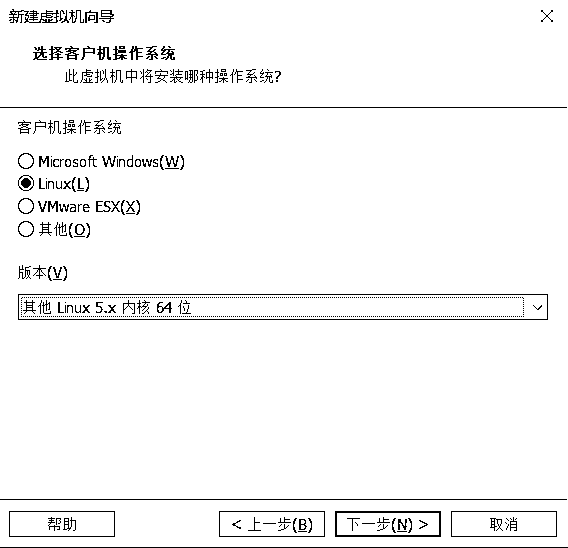 新建虚拟机向导
选择客户机操作系统
此虚拟机中将安装哪种操作系统?
客户机操作系统
Microsoft Windows(W)
Linux(L)
VMware ESX(X)
其他(O)
版本(V)
其他 Linux 5.x 内核 64 位
帮助
< 上一步(B)
下一步(N) >
取消